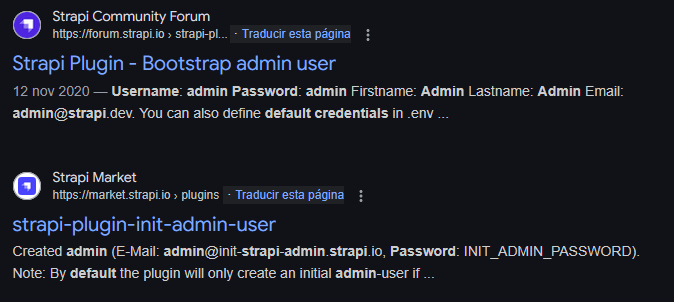 Strapi Community Forum
https://forum.strapi.io › strapi-pl... · Traducir esta página
Strapi Plugin - Bootstrap admin user
12 nov 2020 — Username: admin Password: admin Firstname: Admin Lastname: Admin Email:
admin@strapi.dev. You can also define default credentials in .env ...
Strapi Market
https://market.strapi.io › plugins · Traducir esta página
strapi-plugin-init-admin-user
Created admin (E-Mail: admin@init-strapi-admin.strapi.io, Password: INIT_ADMIN_PASSWORD).
Note: By default the plugin will only create an initial admin-user if ...